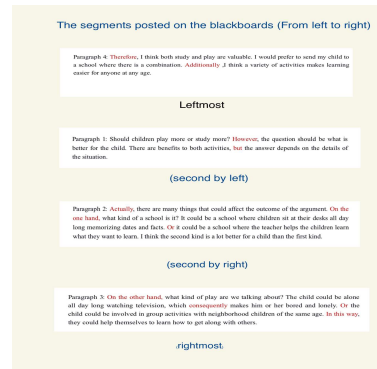 The segments posted on the blackboards (From left to right)
Paragraph 4: Therefore, I think both study and play are valuable. I would prefer to send my child to
a school where there is a combination. Additionally ,I think a variety of activities makes learning
easier for anyone at any age.
Leftmost
Paragraph 1: Should children play more or study more? However, the question should be what is
better for the child. There are benefits to both activities, but the answer depends on the details of
the situation.
(second by left)
Paragraph 2: Actually, there are many things that could affect the outcome of the argument. On the
one hand, what kind of a school is it? It could be a school where children sit at their desks all day
long memorizing dates and facts. Or it could be a school where the teacher helps the children learn
what they want to learn. I think the second kind is a lot better for a child than the first kind.
(second by right)
Paragraph 3: On the other hand, what kind of play are we talking about? The child could be alone
all day long watching television, which consequently makes him or her bored and lonely. Or the
child could be involved in group activities with neighborhood children of the same age. In this way,
they could help themselves to learn how to get along with others.
.rightmost.